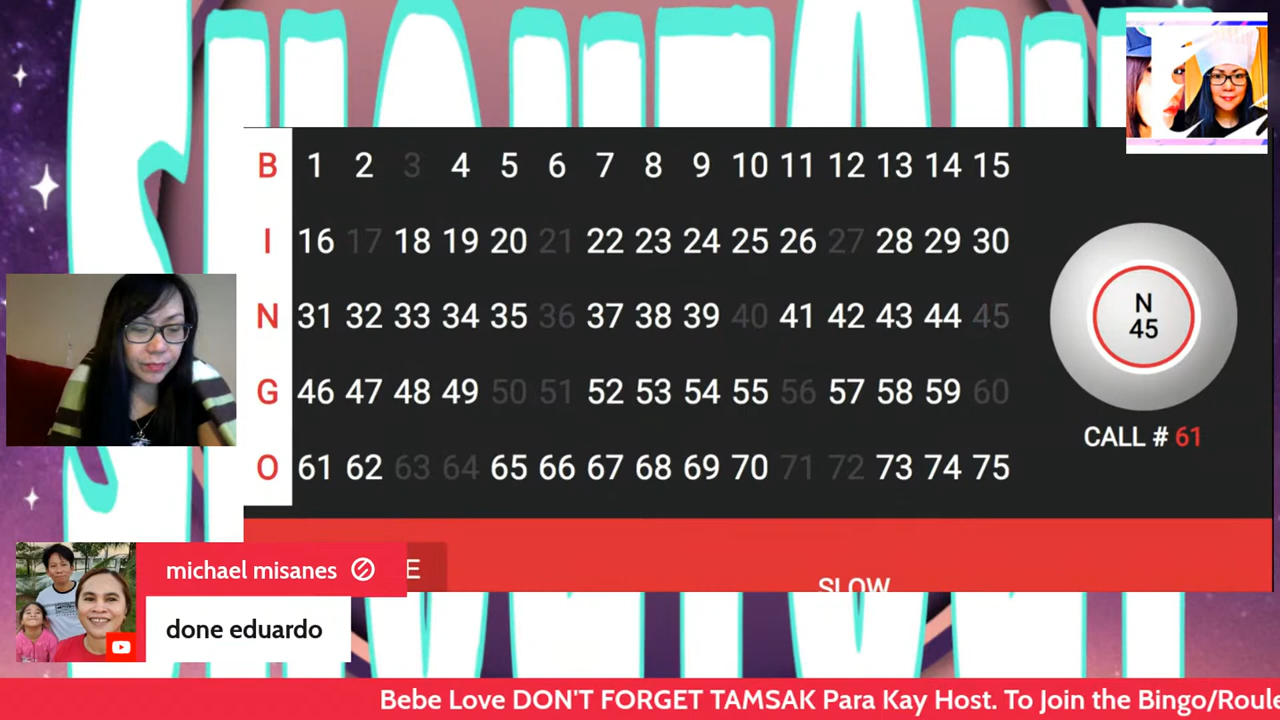 B 1 2 3 4 5 6 7 8 9 10 11 12 13 14 15
I 16 17 18 19 20 21 22 23 24 25 26 27 28 29 30
N 31 32 33 34 35 36 37 38 39 40 41 42 43 44 45
G 46 47 48 49 50 51 52 53 54 55 56 57 58 59 60
O 61 62 63 64 65 66 67 68 69 70 71 72 73 74 75
N
45
CALL # 61
E
SLOW
michael misanes
done eduardo
Bebe Love DON'T FORGET TAMSAK Para Kay Host. To Join the Bingo/Roule